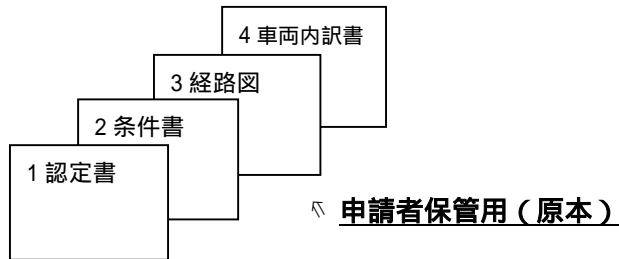 4 車両内訳書
3 経路図
2 条件書
1 認定書
⇖ 申請者保管用（原本）